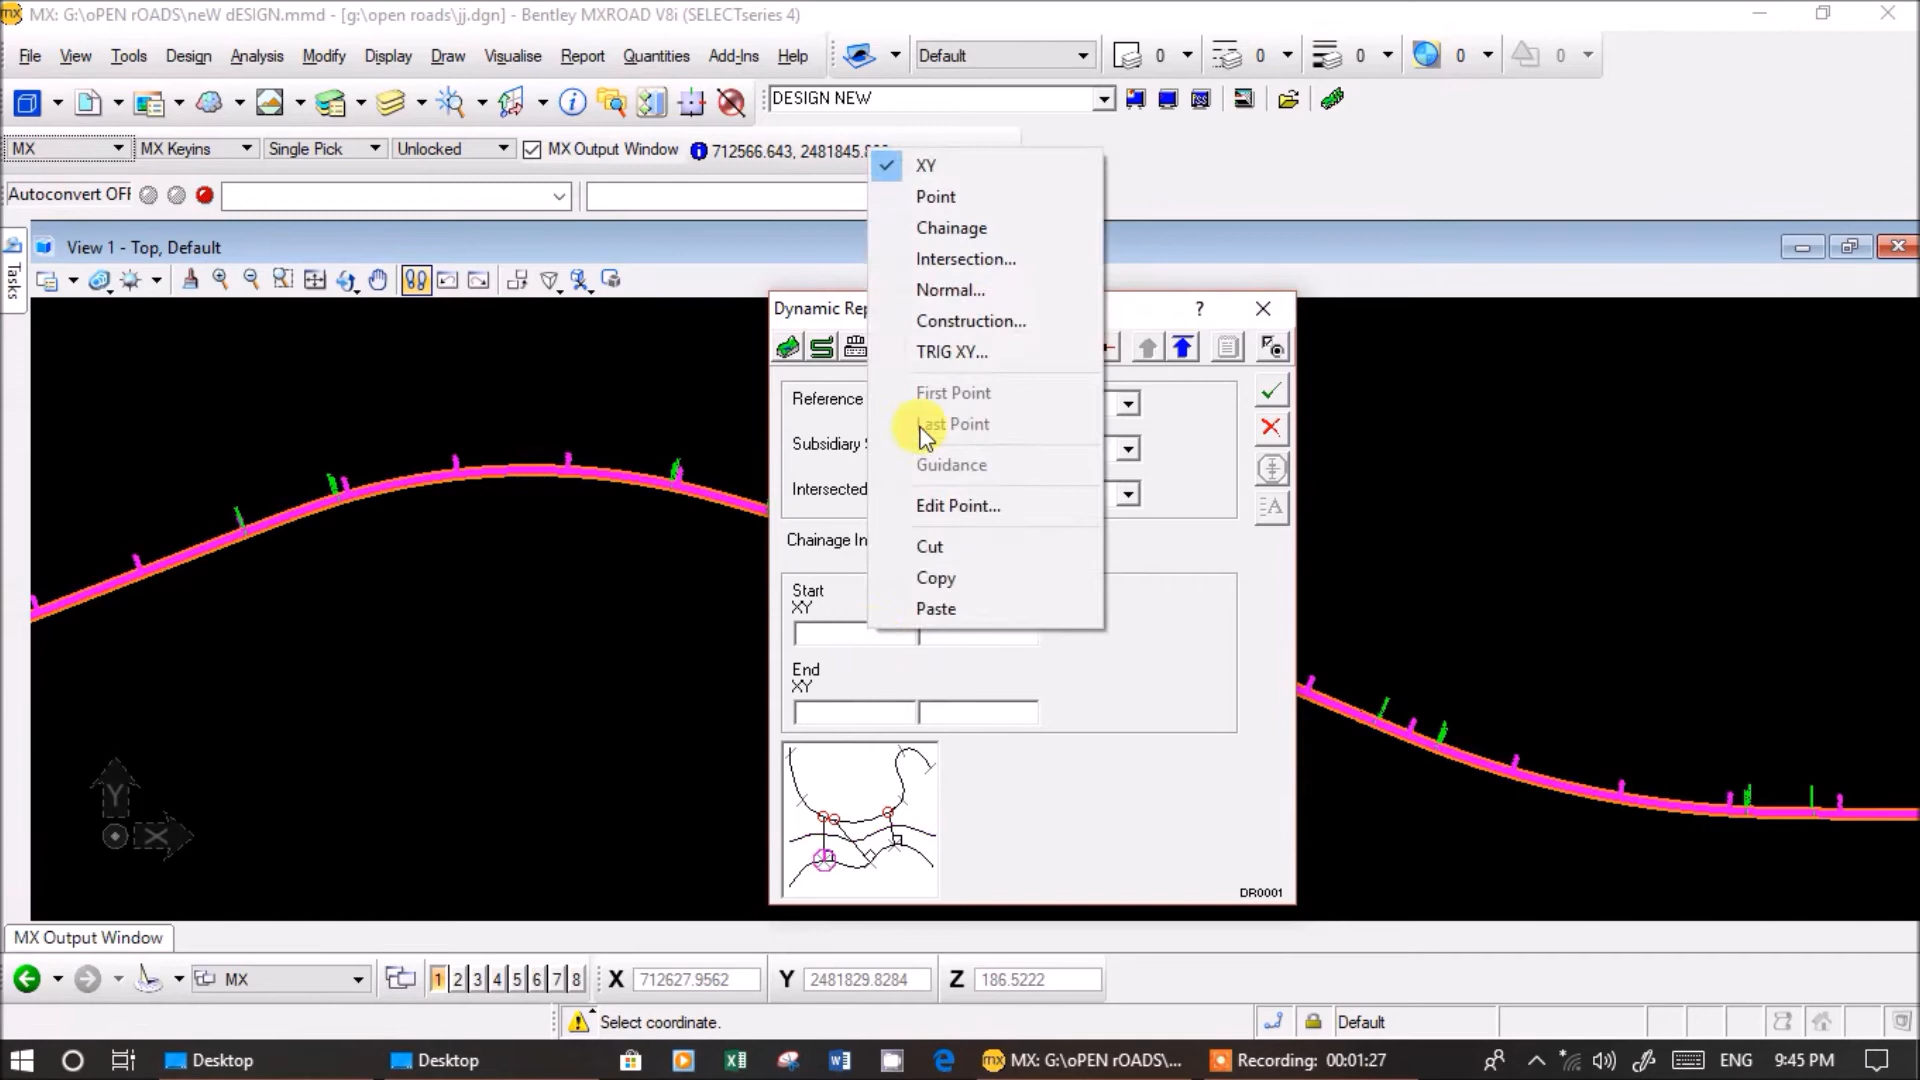 MX: G:\oPEN rOADS\neW dESIGN.mmd - [g:\open roads\jj.dgn] - Bentley MXROAD V8i (SELECTseries 4)
File View Tools Design Analysis Modify Display Draw Visualise Report Quantities Add-Ins Help Default 0 0 0 0 0
DESIGN NEW
MX MX Keyins Single Pick Unlocked MX Output Window 712566.643, 2481845.
Autoconvert OFF
Tasks
View 1 - Top, Default
XY
Point
Chainage
Intersection...
Normal...
Construction...
TRIG XY...
First Point
Last Point
Guidance
Edit Point...
Cut
Copy
Paste
Dynamic Rep ?
Reference
Subsidiary S
Intersected
Chainage In
Start
XY
End
XY
DR0001
Y
X
MX Output Window
MX 1 2 3 4 5 6 7 8 X 712627.9562 Y 2481829.8284 Z 186.5222
Select coordinate. Default
Desktop Desktop MX: G:\oPEN rOADS\... Recording: 00:01:27 ENG 9:45 PM